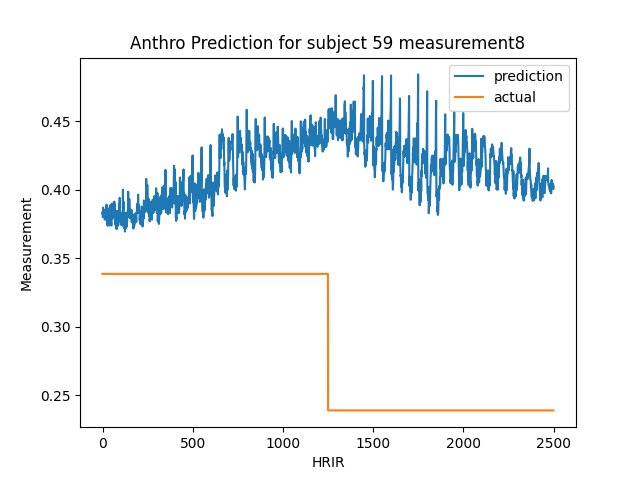 Anthro Prediction for subject 59 measurement8
prediction
actual
Measurement
0.45
0.40
0.35
0.30
0.25
0 500 1000 1500 2000 2500
HRIR